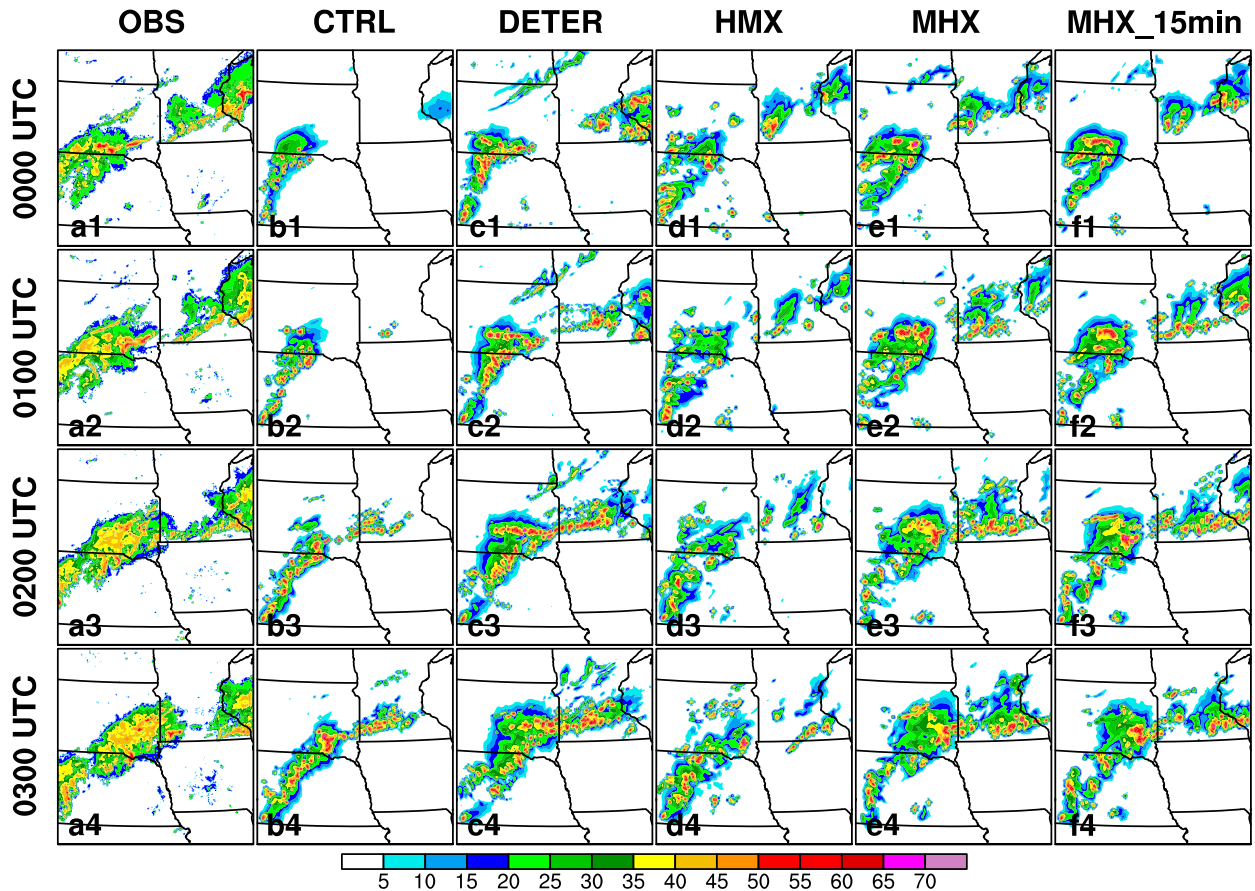 OBS CTRL DETER HMX MHX MHX_15min
0000 UTC
a1 b1 c1 d1 e1 f1
0100 UTC
a2 b2 c2 d2 e2 f2
0200 UTC
a3 b3 c3 d3 e3 f3
0300 UTC
a4 b4 c4 d4 e4 f4
5 10 15 20 25 30 35 40 45 50 55 60 65 70